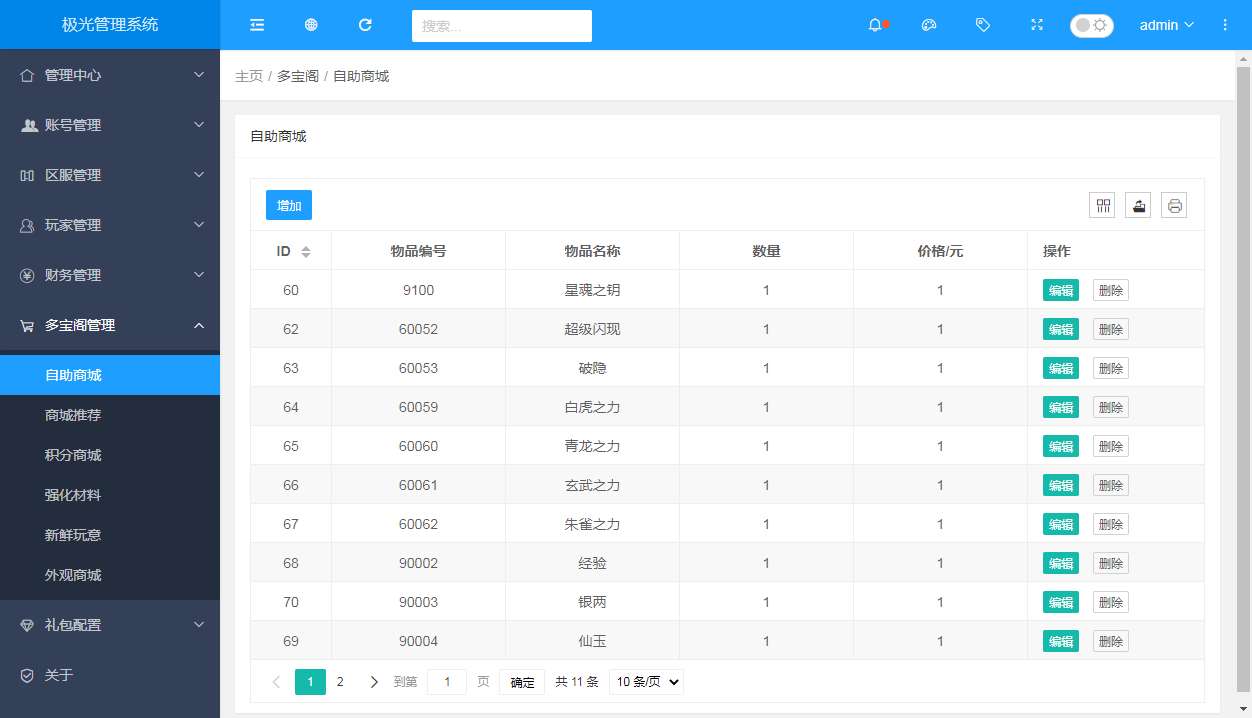 极光管理系统
搜索...
admin
管理中心
账号管理
区服管理
玩家管理
财务管理
多宝阁管理
自助商城
商城推荐
积分商城
强化材料
新鲜玩意
外观商城
礼包配置
关于
主页 / 多宝阁 / 自助商城
自助商城
增加
ID 物品编号 物品名称 数量 价格/元 操作
60 9100 星魂之钥 1 1 编辑 删除
62 60052 超级闪现 1 1 编辑 删除
63 60053 破隐 1 1 编辑 删除
64 60059 白虎之力 1 1 编辑 删除
65 60060 青龙之力 1 1 编辑 删除
66 60061 玄武之力 1 1 编辑 删除
67 60062 朱雀之力 1 1 编辑 删除
68 90002 经验 1 1 编辑 删除
70 90003 银两 1 1 编辑 删除
69 90004 仙玉 1 1 编辑 删除
1 2 到第 1 页 确定 共 11 条 10 条/页